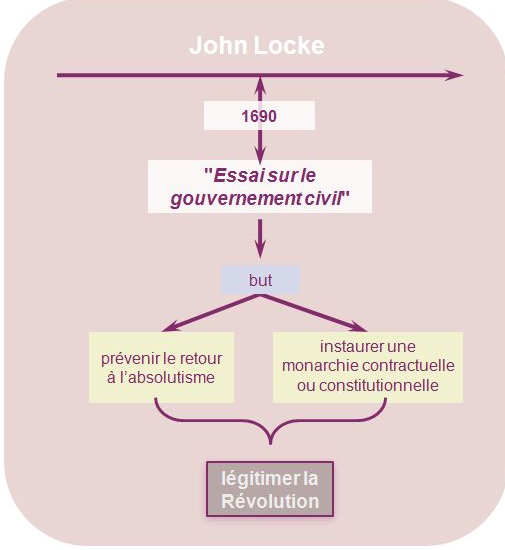 John Locke
1690
"Essai sur le
gouvernement civil"
but
prévenir le retour
à l’absolutisme
instaurer une
monarchie contractuelle
ou constitutionnelle
légitimer la
Révolution